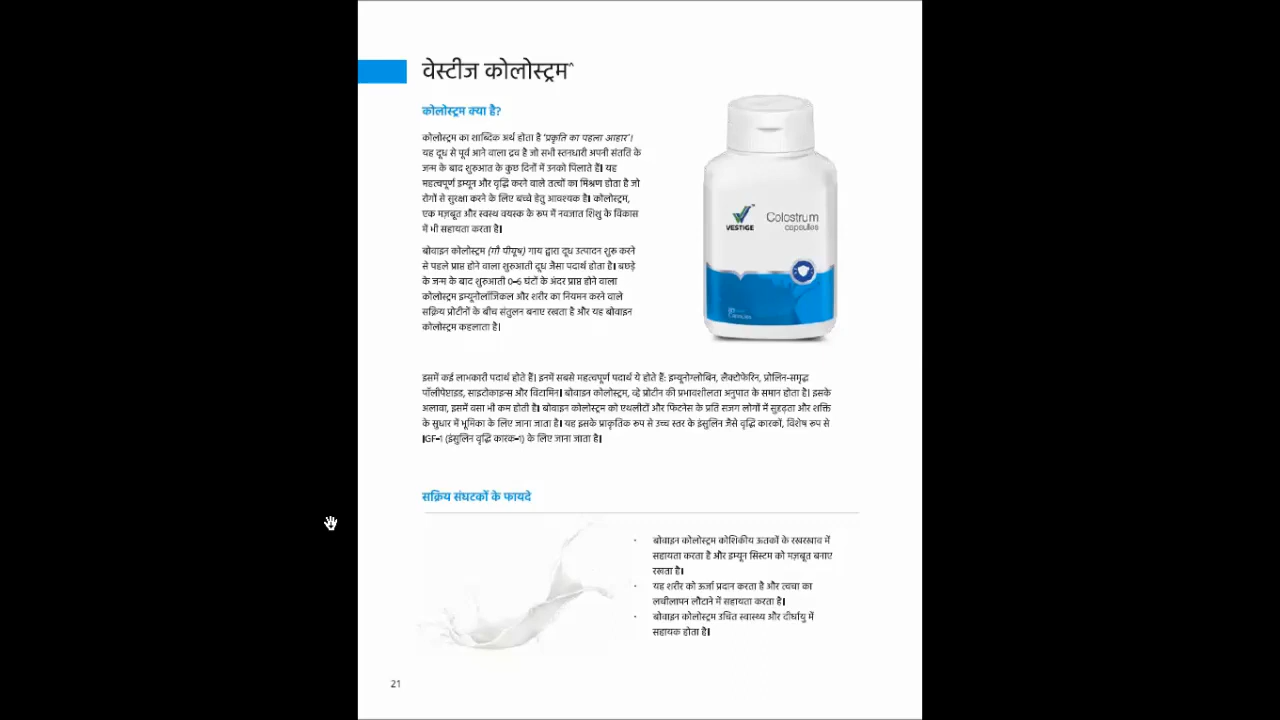 वेस्टीज कोलोस्ट्रम^
कोलोस्ट्रम क्या है?
कोलोस्ट्रम का शाब्दिक अर्थ होता है 'प्रकृति का पहला आहार'!
यह दूध से पूर्व आने वाला द्रव है जो सभी स्तनधारी अपनी संतति के
जन्म के बाद शुरुआत के कुछ दिनों में उनको पिलाते हैं। यह
महत्वपूर्ण इम्यून और वृद्धि करने वाले तत्वों का मिश्रण होता है जो
रोगों से सुरक्षा करने के लिए बच्चे हेतु आवश्यक है। कोलोस्ट्रम,
एक मज़बूत और स्वस्थ वयस्क के रूप में नवजात शिशु के विकास
में भी सहायता करता है।
बोवाइन कोलोस्ट्रम (गौ पीयूष) गाय द्वारा दूध उत्पादन शुरू करने
से पहले प्राप्त होने वाला शुरुआती दूध जैसा पदार्थ होता है। बछड़े
के जन्म के बाद शुरुआती 0-6 घंटों के अंदर प्राप्त होने वाला
कोलोस्ट्रम इम्यूनोलॉजिकल और शरीर का नियमन करने वाले
सक्रिय प्रोटीनों के बीच संतुलन बनाए रखता है और यह बोवाइन
कोलोस्ट्रम कहलाता है।
VESTIGE
Colostrum
capsules
इसमें कई लाभकारी पदार्थ होते हैं। इनमें सबसे महत्वपूर्ण पदार्थ ये होते हैं: इम्यूनोग्लोबिन, लैक्टोफेरिन, प्रोलिन-समृद्ध
पॉलीपेप्टाइड, साइटोकाइन्स और विटामिन। बोवाइन कोलोस्ट्रम, व्हे प्रोटीन की प्रभावशीलता अनुपात के समान होता है। इसके
अलावा, इसमें वसा भी कम होती है। बोवाइन कोलोस्ट्रम को एथलीटों और फिटनेस के प्रति सजग लोगों में सुदृढ़ता और शक्ति
के सुधार में भूमिका के लिए जाना जाता है। यह इसके प्राकृतिक रूप से उच्च स्तर के इंसुलिन जैसे वृद्धि कारकों, विशेष रूप से
IGF-1 (इंसुलिन वृद्धि कारक-1) के लिए जाना जाता है।
सक्रिय संघटकों के फायदे
· बोवाइन कोलोस्ट्रम कोशिकीय ऊतकों के रखरखाव में
सहायता करता है और इम्यून सिस्टम को मज़बूत बनाए
रखता है।
· यह शरीर को ऊर्जा प्रदान करता है और त्वचा का
लचीलापन लौटाने में सहायता करता है।
· बोवाइन कोलोस्ट्रम उचित स्वास्थ्य और दीर्घायु में
सहायक होता है।
21